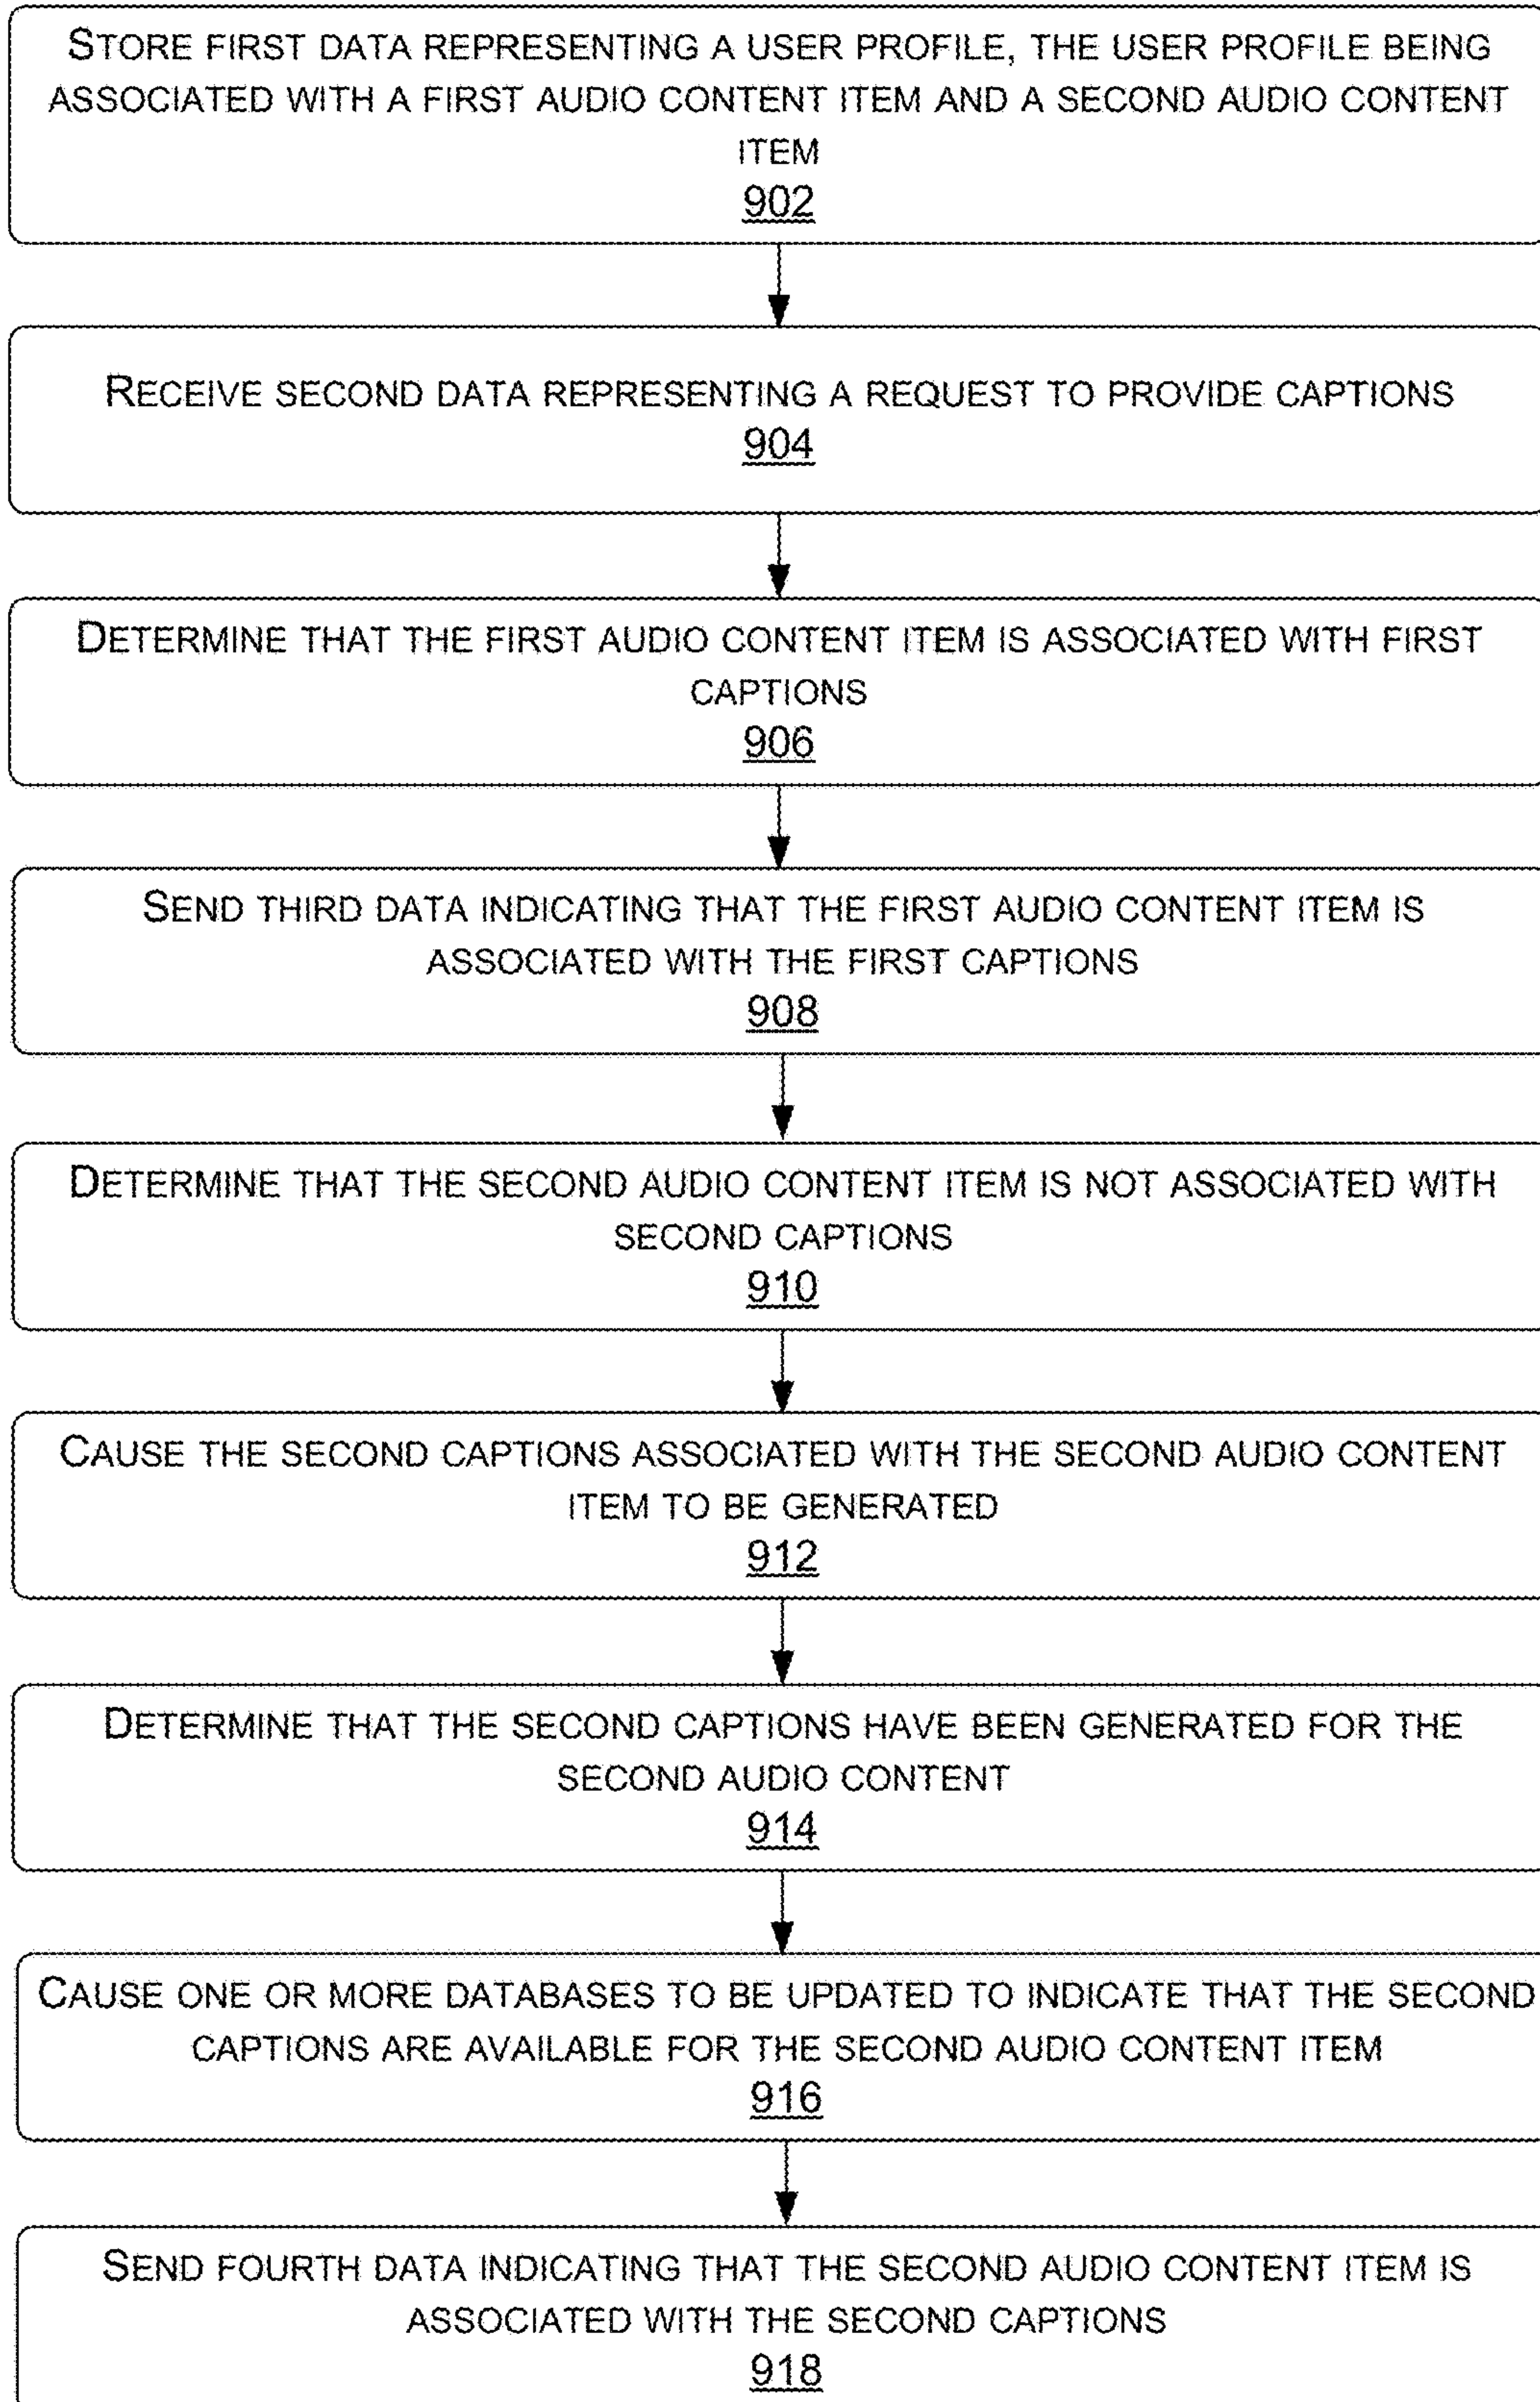 STORE FIRST DATA REPRESENTING A USER PROFILE, THE USER PROFILE BEING
ASSOCIATED WITH A FIRST AUDIO CONTENT ITEM AND A SECOND AUDIO CONTENT
ITEM
902
RECEIVE SECOND DATA REPRESENTING A REQUEST TO PROVIDE CAPTIONS
904
DETERMINE THAT THE FIRST AUDIO CONTENT ITEM IS ASSOCIATED WITH FIRST
CAPTIONS
906
SEND THIRD DATA INDICATING THAT THE FIRST AUDIO CONTENT ITEM IS
ASSOCIATED WITH THE FIRST CAPTIONS
908
DETERMINE THAT THE SECOND AUDIO CONTENT ITEM IS NOT ASSOCIATED WITH
SECOND CAPTIONS
910
CAUSE THE SECOND CAPTIONS ASSOCIATED WITH THE SECOND AUDIO CONTENT
ITEM TO BE GENERATED
912
DETERMINE THAT THE SECOND CAPTIONS HAVE BEEN GENERATED FOR THE
SECOND AUDIO CONTENT
914
CAUSE ONE OR MORE DATABASES TO BE UPDATED TO INDICATE THAT THE SECOND
CAPTIONS ARE AVAILABLE FOR THE SECOND AUDIO CONTENT ITEM
916
SEND FOURTH DATA INDICATING THAT THE SECOND AUDIO CONTENT ITEM IS
ASSOCIATED WITH THE SECOND CAPTIONS
918